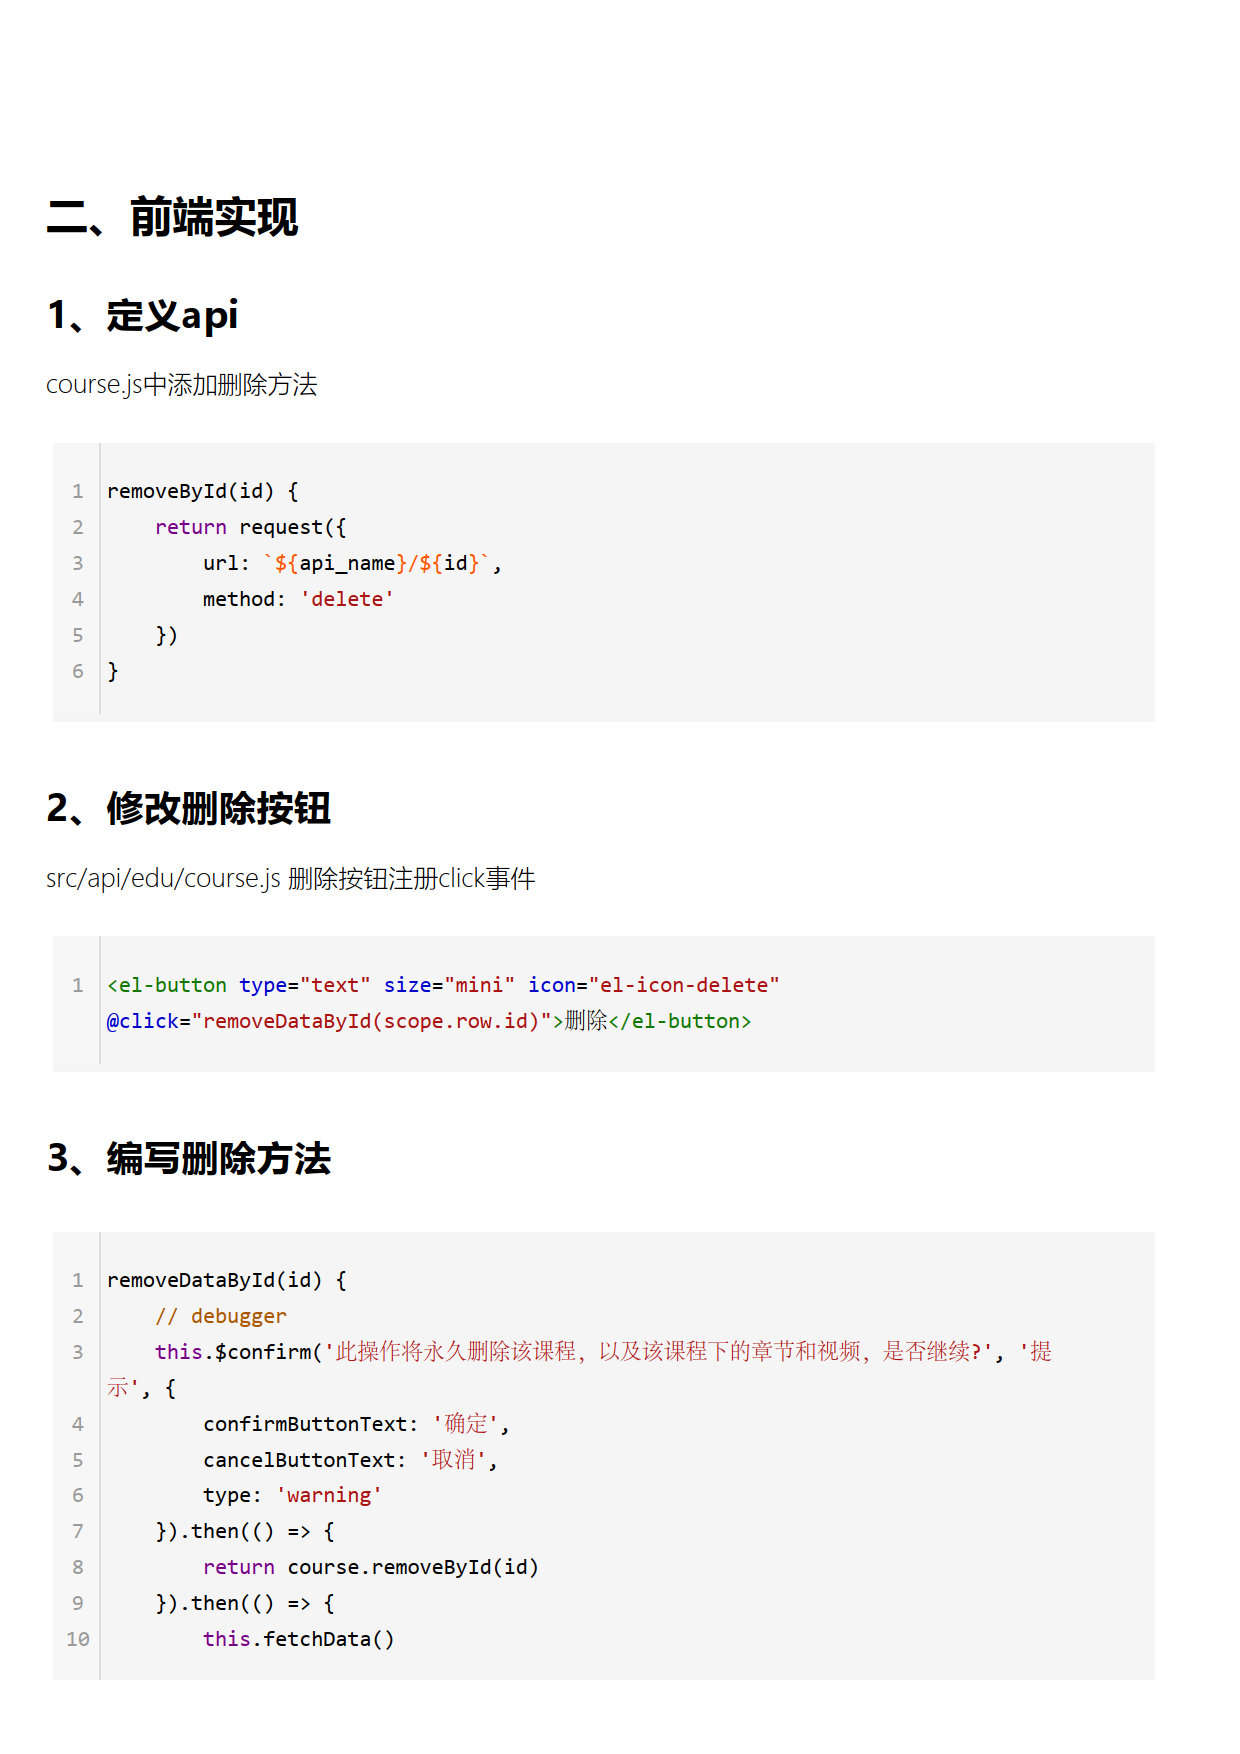 二、前端实现
1、定义api
course.js中添加删除方法
1 removeById(id) {
2     return request({
3         url: `${api_name}/${id}`,
4         method: 'delete'
5     })
6 }
2、修改删除按钮
src/api/edu/course.js 删除按钮注册click事件
1 <el-button type="text" size="mini" icon="el-icon-delete"
@click="removeDataById(scope.row.id)">删除</el-button>
3、编写删除方法
1 removeDataById(id) {
2     // debugger
3     this.$confirm('此操作将永久删除该课程，以及该课程下的章节和视频，是否继续?', '提
示', {
4         confirmButtonText: '确定',
5         cancelButtonText: '取消',
6         type: 'warning'
7     }).then(() => {
8         return course.removeById(id)
9     }).then(() => {
10         this.fetchData()